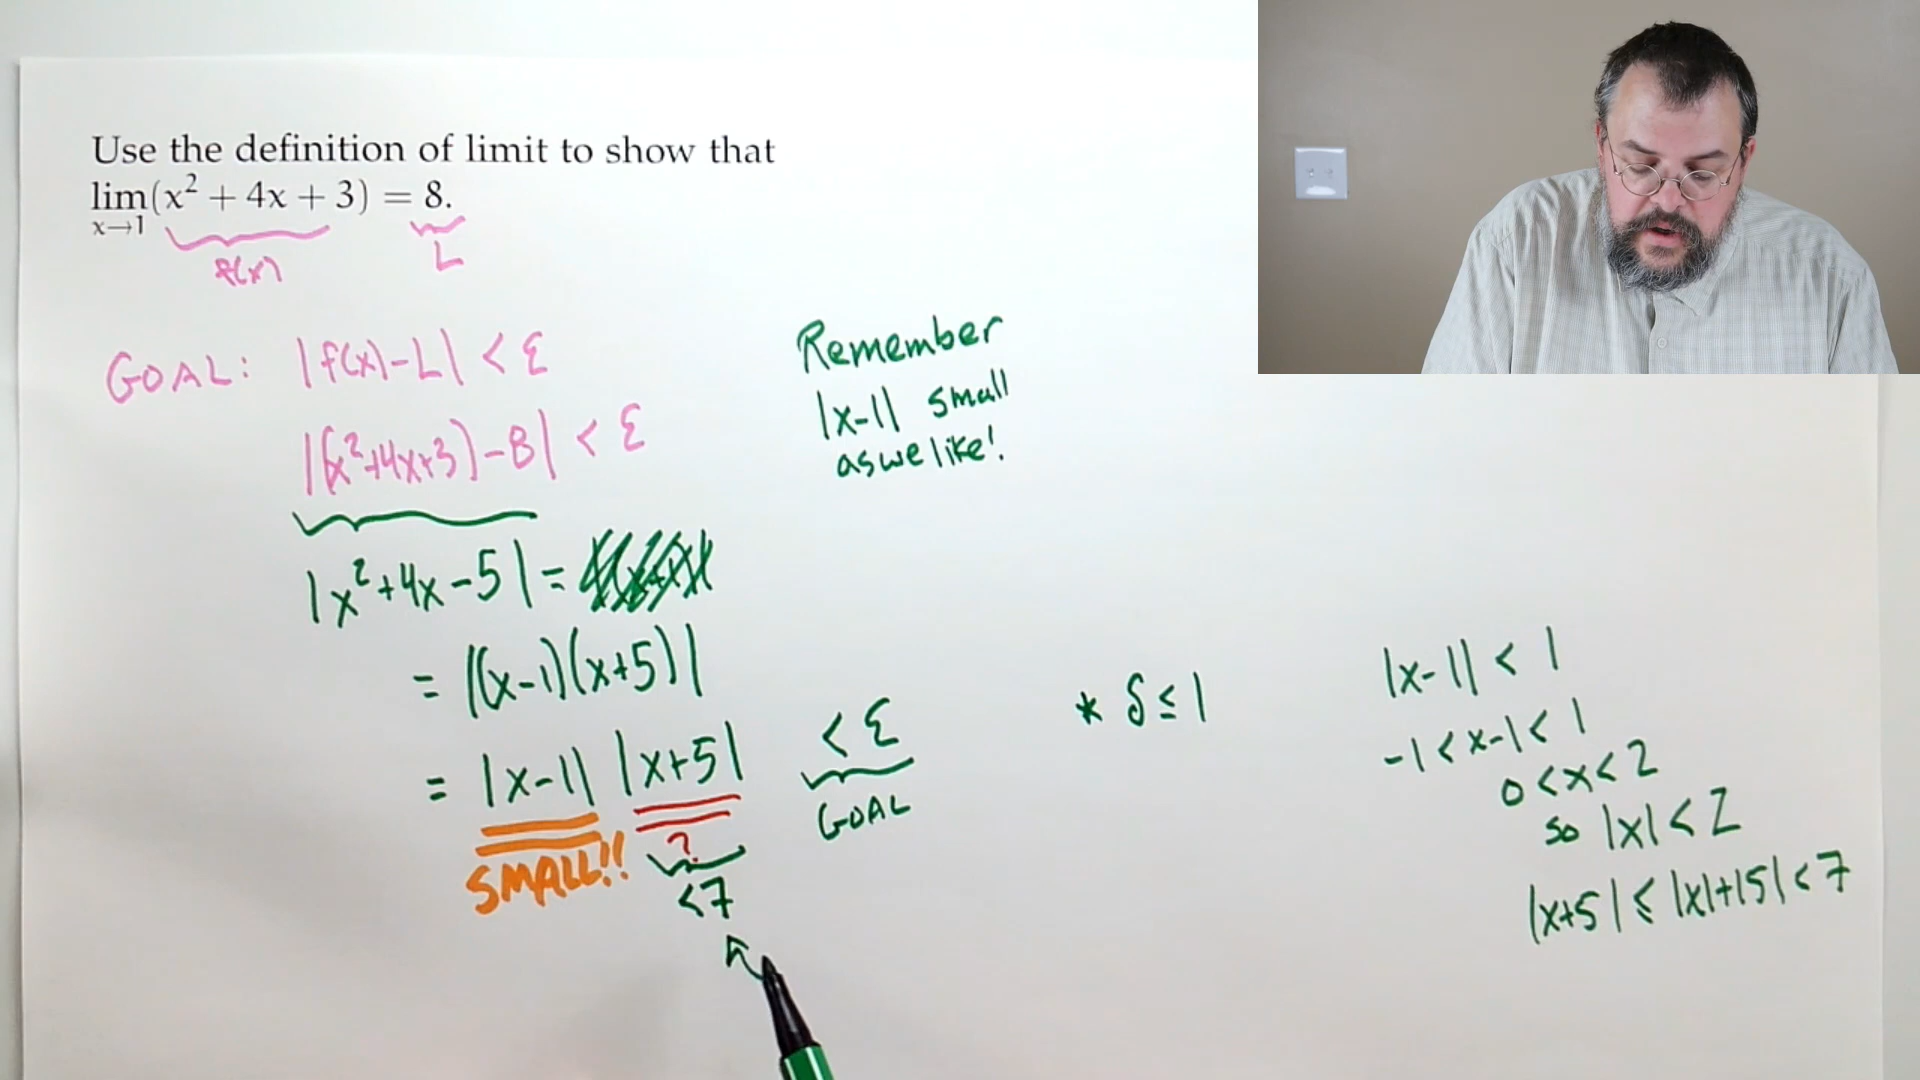 Use the definition of limit to show that
lim(x² + 4x + 3) = 8.
x→1
f(x)
L
GOAL: |f(x)-L| < ε
|(x²+4x+3)-8| < ε
Remember
|x-1| small
as we like!
|x²+4x-5| =
= |(x-1)(x+5)|
= |x-1| |x+5| < ε
SMALL!!
?
<7
GOAL
* δ ≤ 1
|x-1| < 1
-1 < x-1 < 1
0 < x < 2
so |x| < 2
|x+5| ≤ |x|+|5| < 7